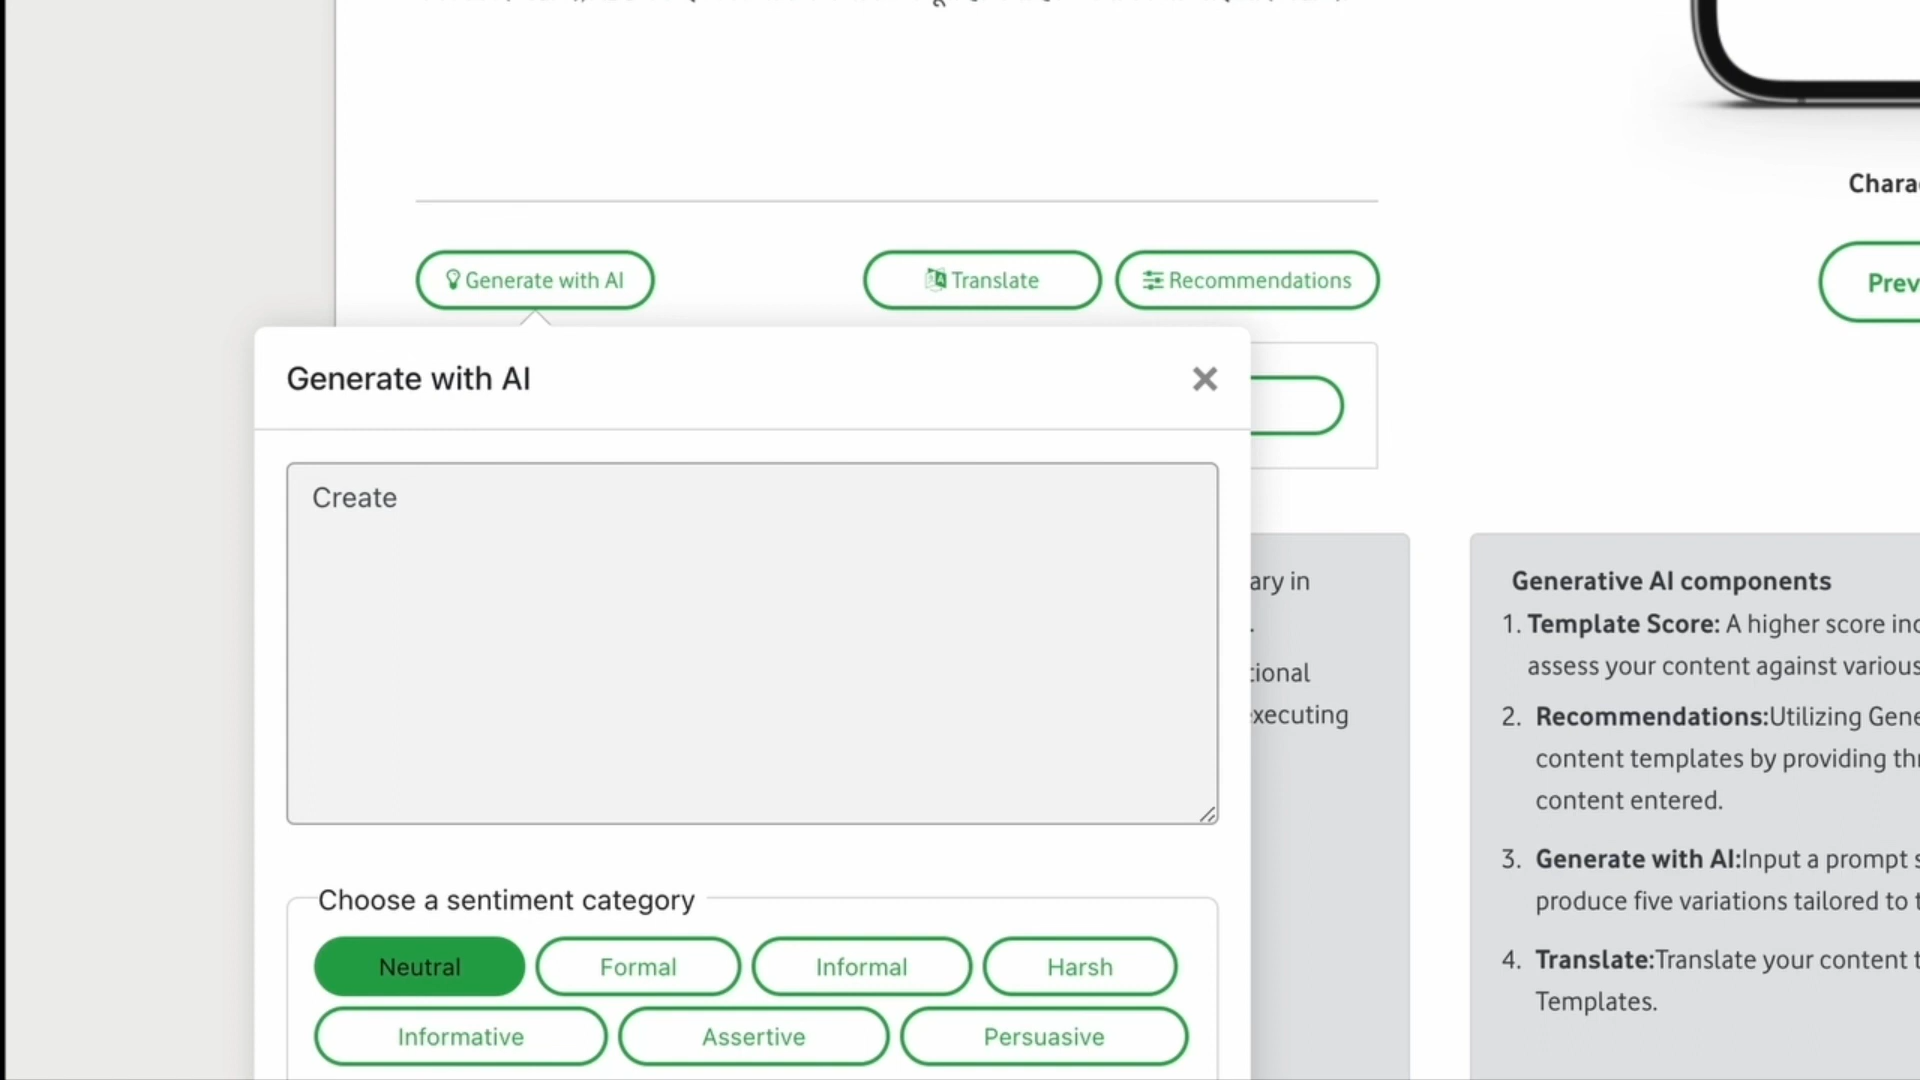 Chara
Generate with AI
Translate
Recommendations
Prev
Generate with AI
Create
Choose a sentiment category
Neutral
Formal
Informal
Harsh
Informative
Assertive
Persuasive
ary in
.
tional
executing
Generative AI components
1. Template Score: A higher score inc
assess your content against various
2. Recommendations:Utilizing Gene
content templates by providing thr
content entered.
3. Generate with AI:Input a prompt s
produce five variations tailored to t
4. Translate:Translate your content t
Templates.